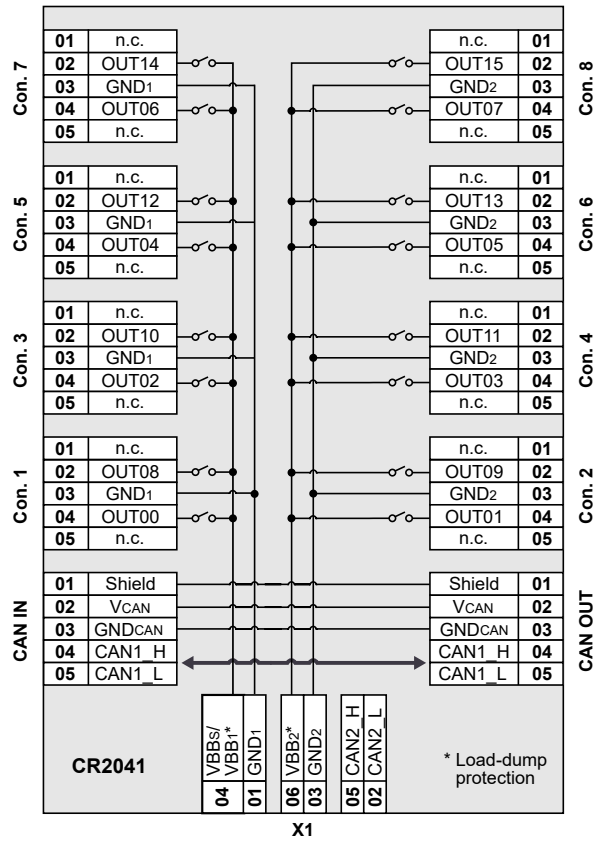 Con. 7
01 n.c.
02 OUT14
03 GND1
04 OUT06
05 n.c.
n.c. 01
OUT15 02
GND2 03
OUT07 04
n.c. 05
Con. 8
Con. 5
01 n.c.
02 OUT12
03 GND1
04 OUT04
05 n.c.
n.c. 01
OUT13 02
GND2 03
OUT05 04
n.c. 05
Con. 6
Con. 3
01 n.c.
02 OUT10
03 GND1
04 OUT02
05 n.c.
n.c. 01
OUT11 02
GND2 03
OUT03 04
n.c. 05
Con. 4
Con. 1
01 n.c.
02 OUT08
03 GND1
04 OUT00
05 n.c.
n.c. 01
OUT09 02
GND2 03
OUT01 04
n.c. 05
Con. 2
CAN IN
01 Shield
02 VCAN
03 GNDCAN
04 CAN1_H
05 CAN1_L
Shield 01
VCAN 02
GNDCAN 03
CAN1_H 04
CAN1_L 05
CAN OUT
CR2041
VBBS/
VBB1*
04
GND1
01
VBB2*
06
GND2
03
CAN2_H
05
CAN2_L
02
* Load-dump
protection
X1